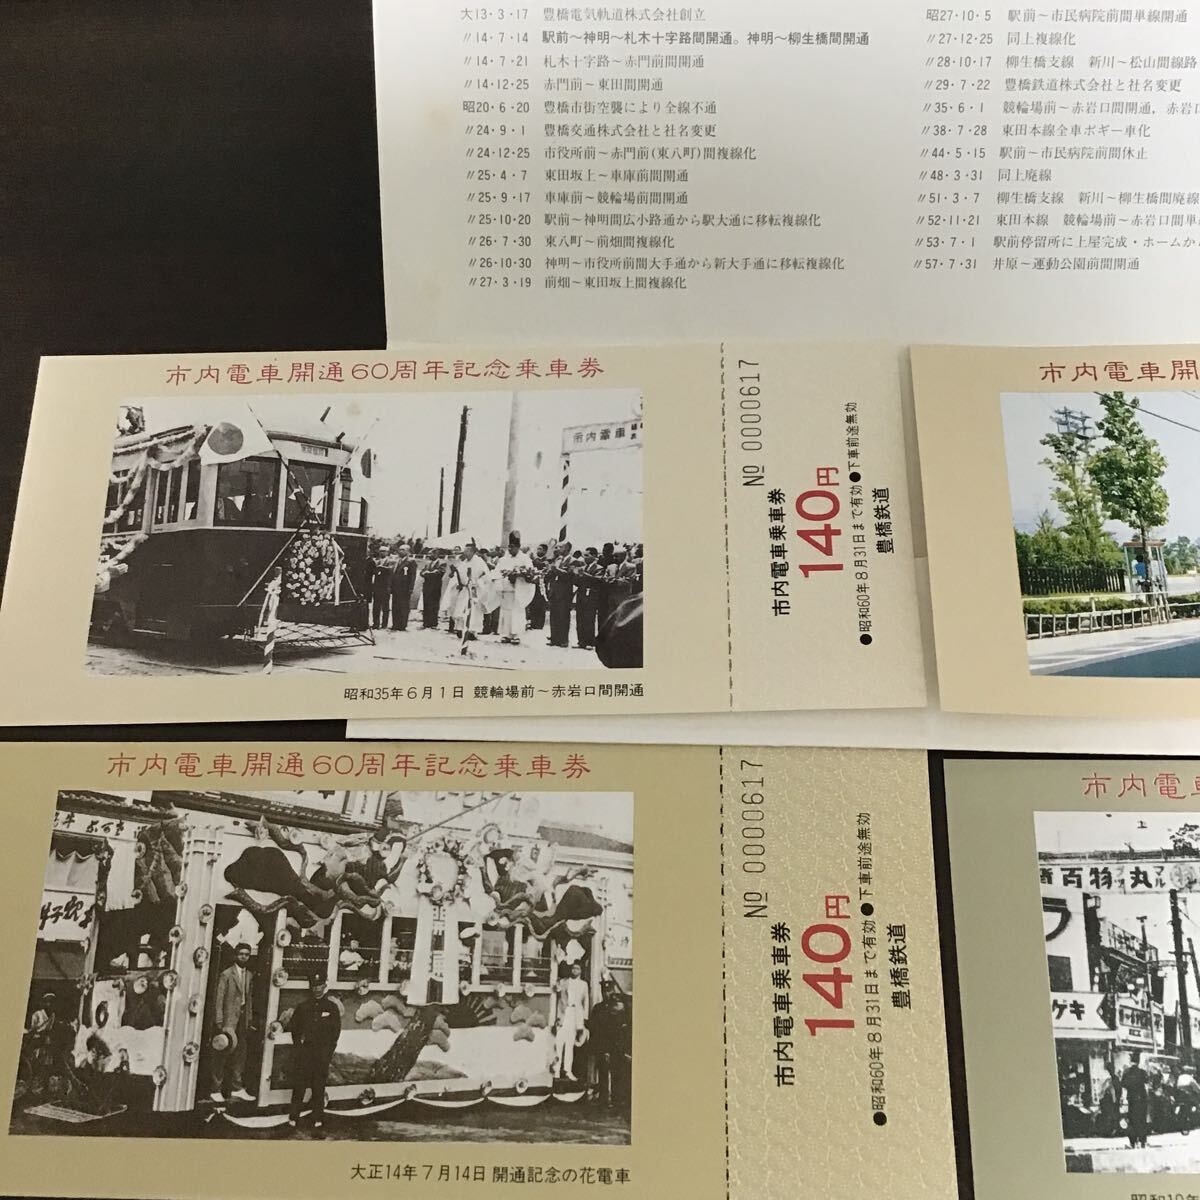 大13・3・17 豊橋電気軌道株式会社創立
〃14・7・14 駅前～神明～札木十字路間開通。神明～柳生橋間開通
〃14・7・21 札木十字路～赤門前間開通
〃14・12・25 赤門前～東田間開通
昭20・6・20 豊橋市街空襲により全線不通
〃24・9・1 豊橋交通株式会社と社名変更
〃24・12・25 市役所前～赤門前(東八町)間複線化
〃25・4・7 東田坂上～車庫前間開通
〃25・9・17 車庫前～競輪場前間開通
〃25・10・20 駅前～神明間広小路通から駅大通に移転複線化
〃26・7・30 東八町～前畑間複線化
〃26・10・30 神明～市役所前間大手通から新大手通に移転複線化
〃27・3・19 前畑～東田坂上間複線化
昭27・10・5 駅前～市民病院前間単線開通
〃27・12・25 同上複線化
〃28・10・17 柳生橋支線 新川～松山間線路
〃29・7・22 豊橋鉄道株式会社と社名変更
〃35・6・1 競輪場前～赤岩口間開通，赤岩口
〃38・7・28 東田本線全車ボギー車化
〃44・5・15 駅前～市民病院前間休止
〃48・3・31 同上廃線
〃51・3・7 柳生橋支線 新川～柳生橋間廃線
〃52・11・21 東田本線 競輪場前～赤岩口間単
〃53・7・1 駅前停留所に上屋完成・ホームか
〃57・7・31 井原～運動公園前間開通
市内電車開通60周年記念乗車券
市内電車
昭和35年6月1日 競輪場前～赤岩口間開通
№ 0000617
市内電車乗車券
140円
●昭和60年8月31日まで有効●下車前途無効
豊橋鉄道
市内電車開
市内電車開通60周年記念乗車券
大正14年7月14日 開通記念の花電車
№ 0000617
市内電車乗車券
140円
●昭和60年8月31日まで有効●下車前途無効
豊橋鉄道
市内電車
百物丸
ラ
ゲキ
昭和10年